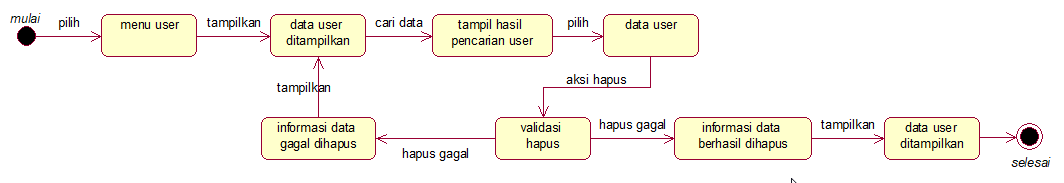 mulai
pilih
menu user
tampilkan
data user
ditampilkan
cari data
tampil hasil
pencarian user
pilih
data user
aksi hapus
tampilkan
informasi data
gagal dihapus
hapus gagal
validasi
hapus
hapus gagal
informasi data
berhasil dihapus
tampilkan
data user
ditampilkan
selesai